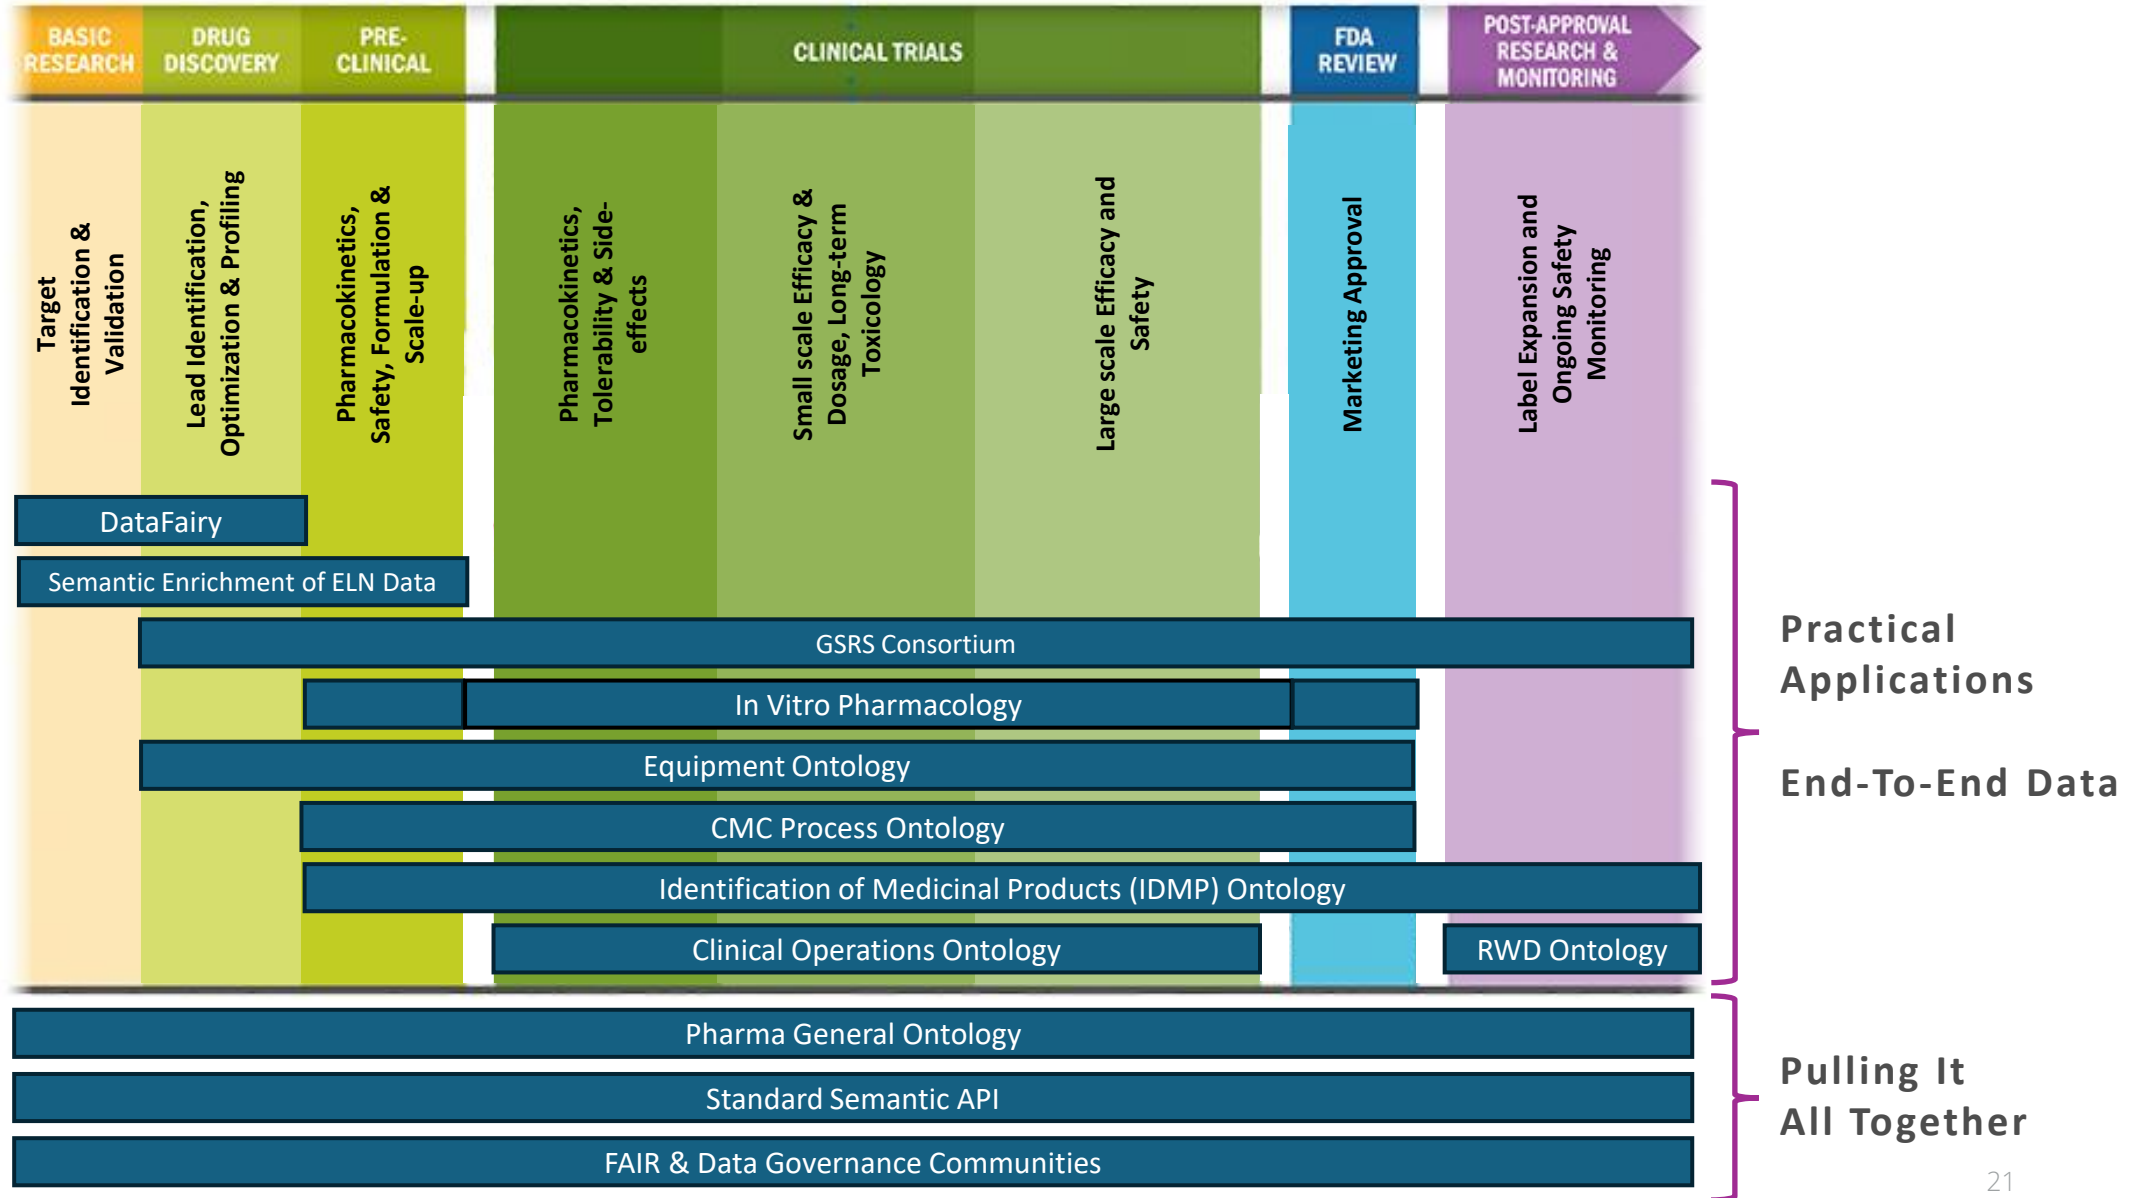 BASIC
RESEARCH
DRUG
DISCOVERY
PRE-
CLINICAL
CLINICAL TRIALS
FDA
REVIEW
POST-APPROVAL
RESEARCH &
MONITORING
Target
Identification &
Validation
Lead Identification,
Optimization & Profiling
Pharmacokinetics,
Safety, Formulation &
Scale-up
Pharmacokinetics,
Tolerability & Side-
effects
Small scale Efficacy &
Dosage, Long-term
Toxicology
Large scale Efficacy and
Safety
Marketing Approval
Label Expansion and
Ongoing Safety
Monitoring
DataFairy
Semantic Enrichment of ELN Data
GSRS Consortium
In Vitro Pharmacology
Equipment Ontology
CMC Process Ontology
Identification of Medicinal Products (IDMP) Ontology
Clinical Operations Ontology
RWD Ontology
Practical
Applications
End-To-End Data
Pharma General Ontology
Standard Semantic API
FAIR & Data Governance Communities
Pulling It
All Together
21